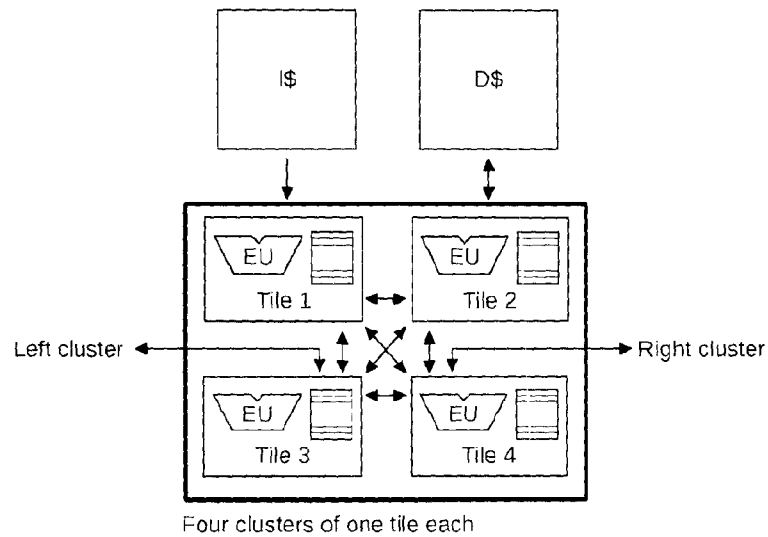 I$
D$
EU
Tile 1
EU
Tile 2
Left cluster
Right cluster
EU
Tile 3
EU
Tile 4
Four clusters of one tile each